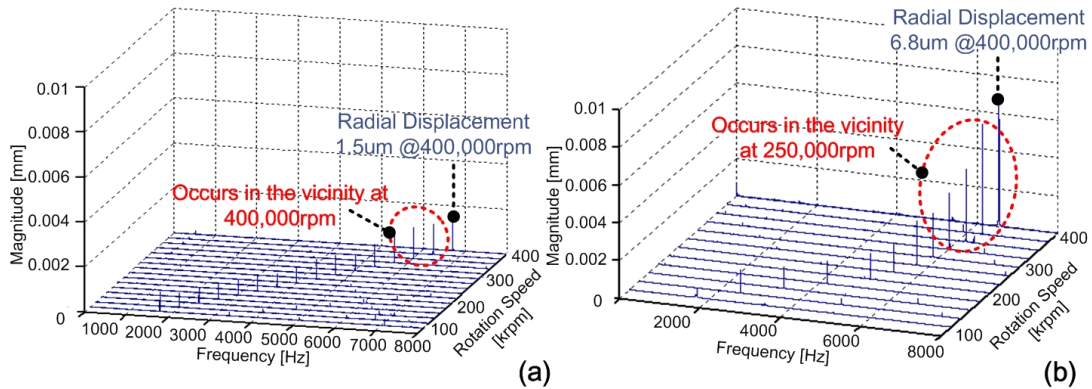 Radial Displacement
1.5um @400,000rpm
Occurs in the vicinity at
400,000rpm
Magnitude [mm]
0.01
0.008
0.006
0.004
0.002
0
1000
2000
3000
4000
5000
6000
7000
8000
Frequency [Hz]
100
200
300
400
Rotation Speed
[krpm]
(a)
Radial Displacement
6.8um @400,000rpm
Occurs in the vicinity
at 250,000rpm
Magnitude [mm]
0.01
0.008
0.006
0.004
0.002
0
2000
4000
6000
8000
Frequency [Hz]
100
200
300
400
Rotation Speed
[krpm]
(b)